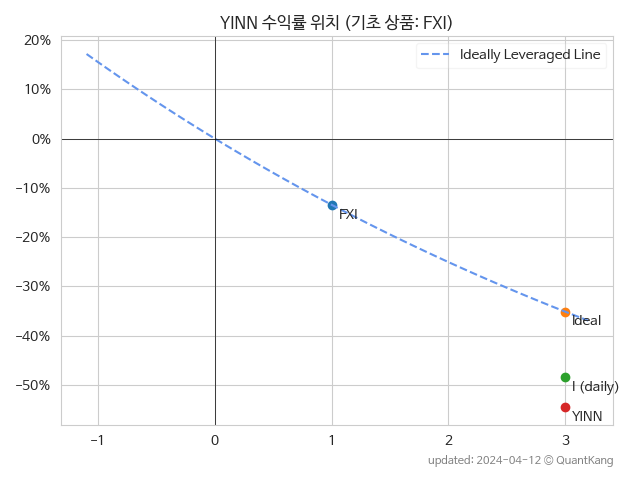 YINN 수익률 위치 (기초 상품: FXI)
20%
10%
0%
−10%
−20%
−30%
−40%
−50%
Ideally Leveraged Line
FXI
Ideal
I (daily)
YINN
−1
0
1
2
3
updated: 2024-04-12 © QuantKang